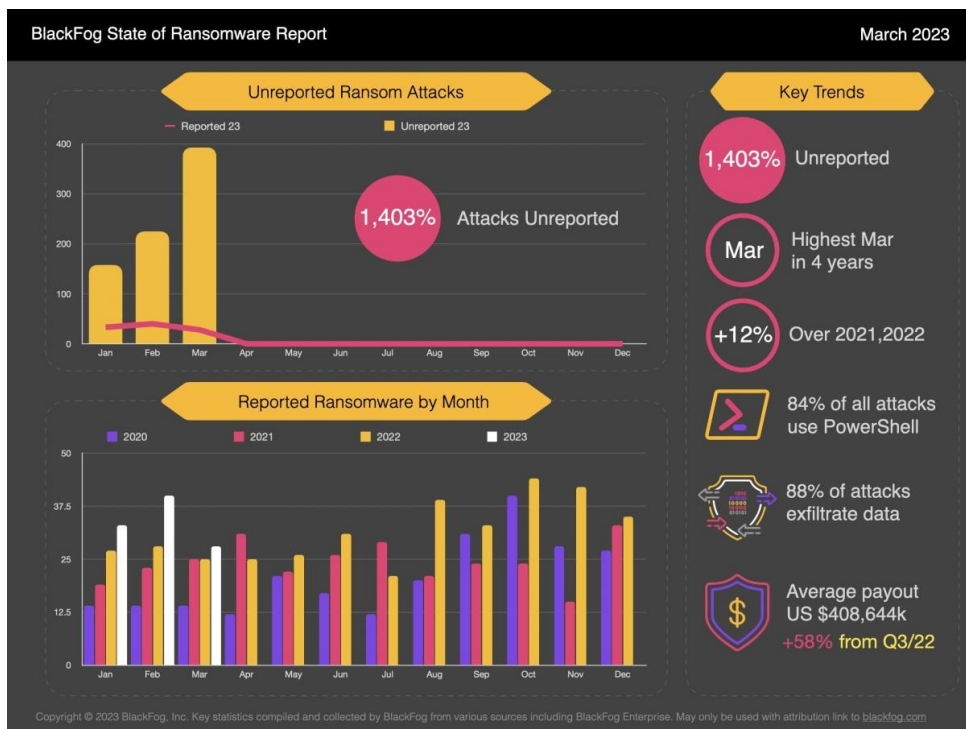 BlackFog State of Ransomware Report
March 2023
Unreported Ransom Attacks
Reported 23
Unreported 23
400
300
200
100
0
1,403%
Attacks Unreported
Jan Feb Mar Apr May Jun Jul Aug Sep Oct Nov Dec
Reported Ransomware by Month
2020 2021 2022 2023
50
37.5
25
12.5
0
Jan Feb Mar Apr May Jun Jul Aug Sep Oct Nov Dec
Key Trends
1,403%
Unreported
Mar
Highest Mar
in 4 years
+12%
Over 2021,2022
84% of all attacks
use PowerShell
88% of attacks
exfiltrate data
$
Average payout
US $408,644k
+58% from Q3/22
Copyright © 2023 BlackFog, Inc. Key statistics compiled and collected by BlackFog from various sources including BlackFog Enterprise. May only be used with attribution link to blackfog.com